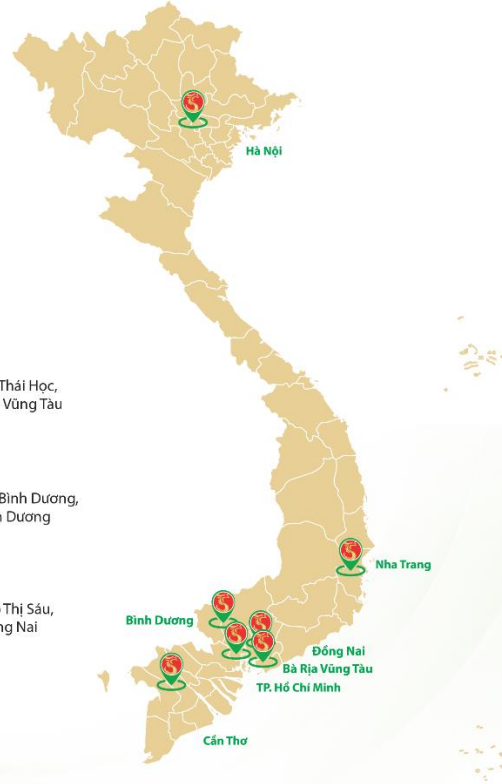 Hà Nội
Thái Học,
Vũng Tàu
Bình Dương,
Dương
Nha Trang
Thị Sáu,
ng Nai
Bình Dương
Đồng Nai
Bà Rịa Vũng Tàu
TP. Hồ Chí Minh
Cần Thơ